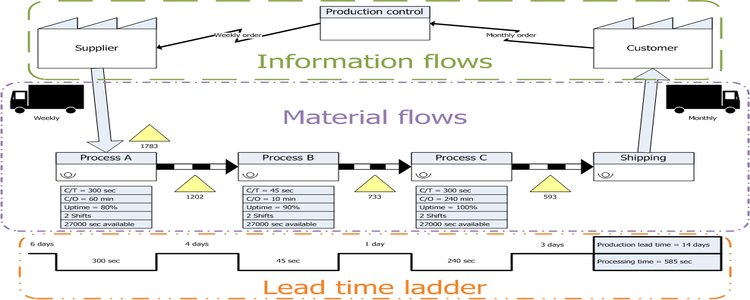 Production control
Supplier
Weekly order
Monthly order
Customer
Information flows
Weekly
Material flows
Monthly
1783
Process A
Process B
Process C
Shipping
1202
733
593
C/T = 300 sec
C/O = 60 min
Uptime = 80%
2 Shifts
27000 sec available
C/T = 45 sec
C/O = 10 min
Uptime = 90%
2 Shifts
27000 sec available
C/T = 300 sec
C/O = 240 min
Uptime = 100%
2 Shifts
27000 sec available
6 days
4 days
1 day
3 days
Production lead time = 14 days
300 sec
45 sec
240 sec
Processing time = 585 sec
Lead time ladder